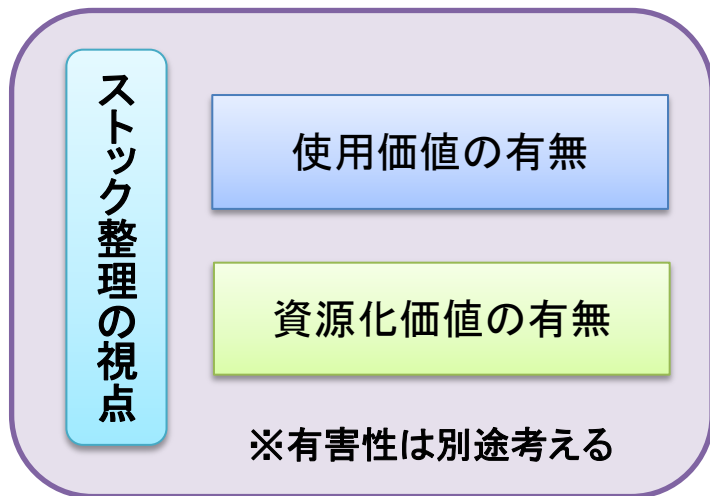 ストック整理の視点
使用価値の有無
資源化価値の有無
※有害性は別途考える